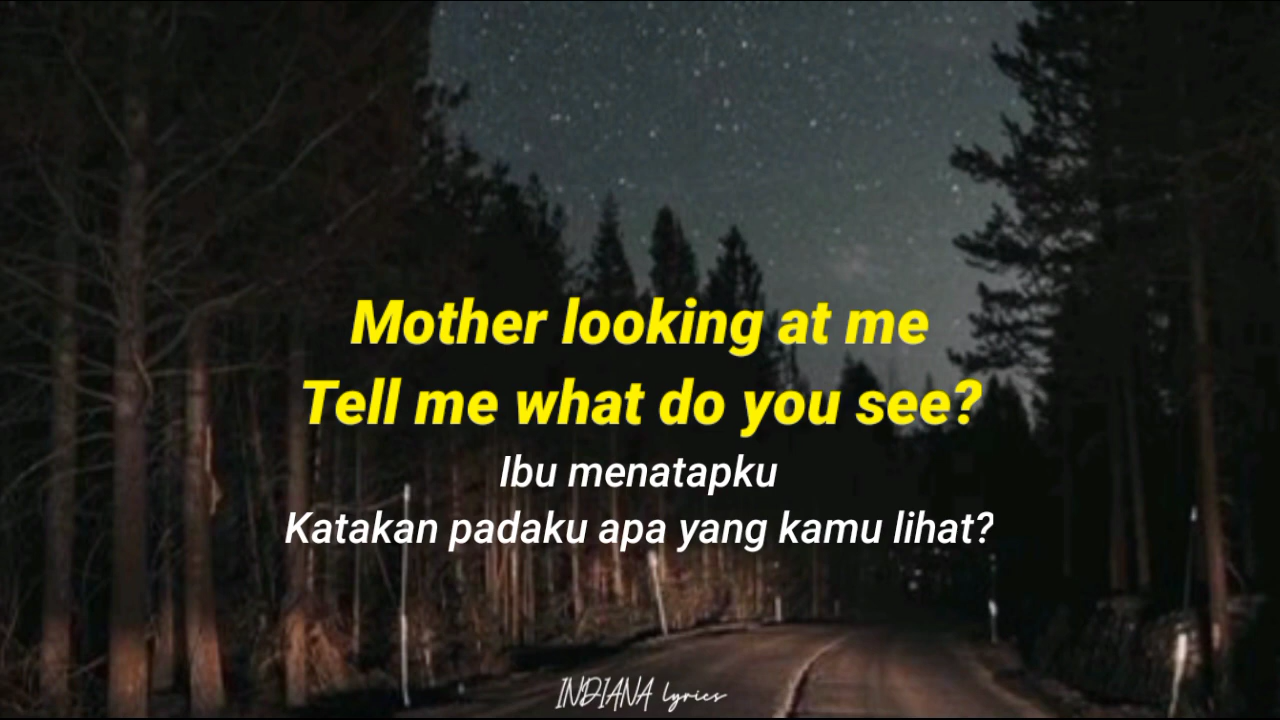 Mother looking at me
Tell me what do you see?
Ibu menatapku
Katakan padaku apa yang kamu lihat?
INDIANA lyrics